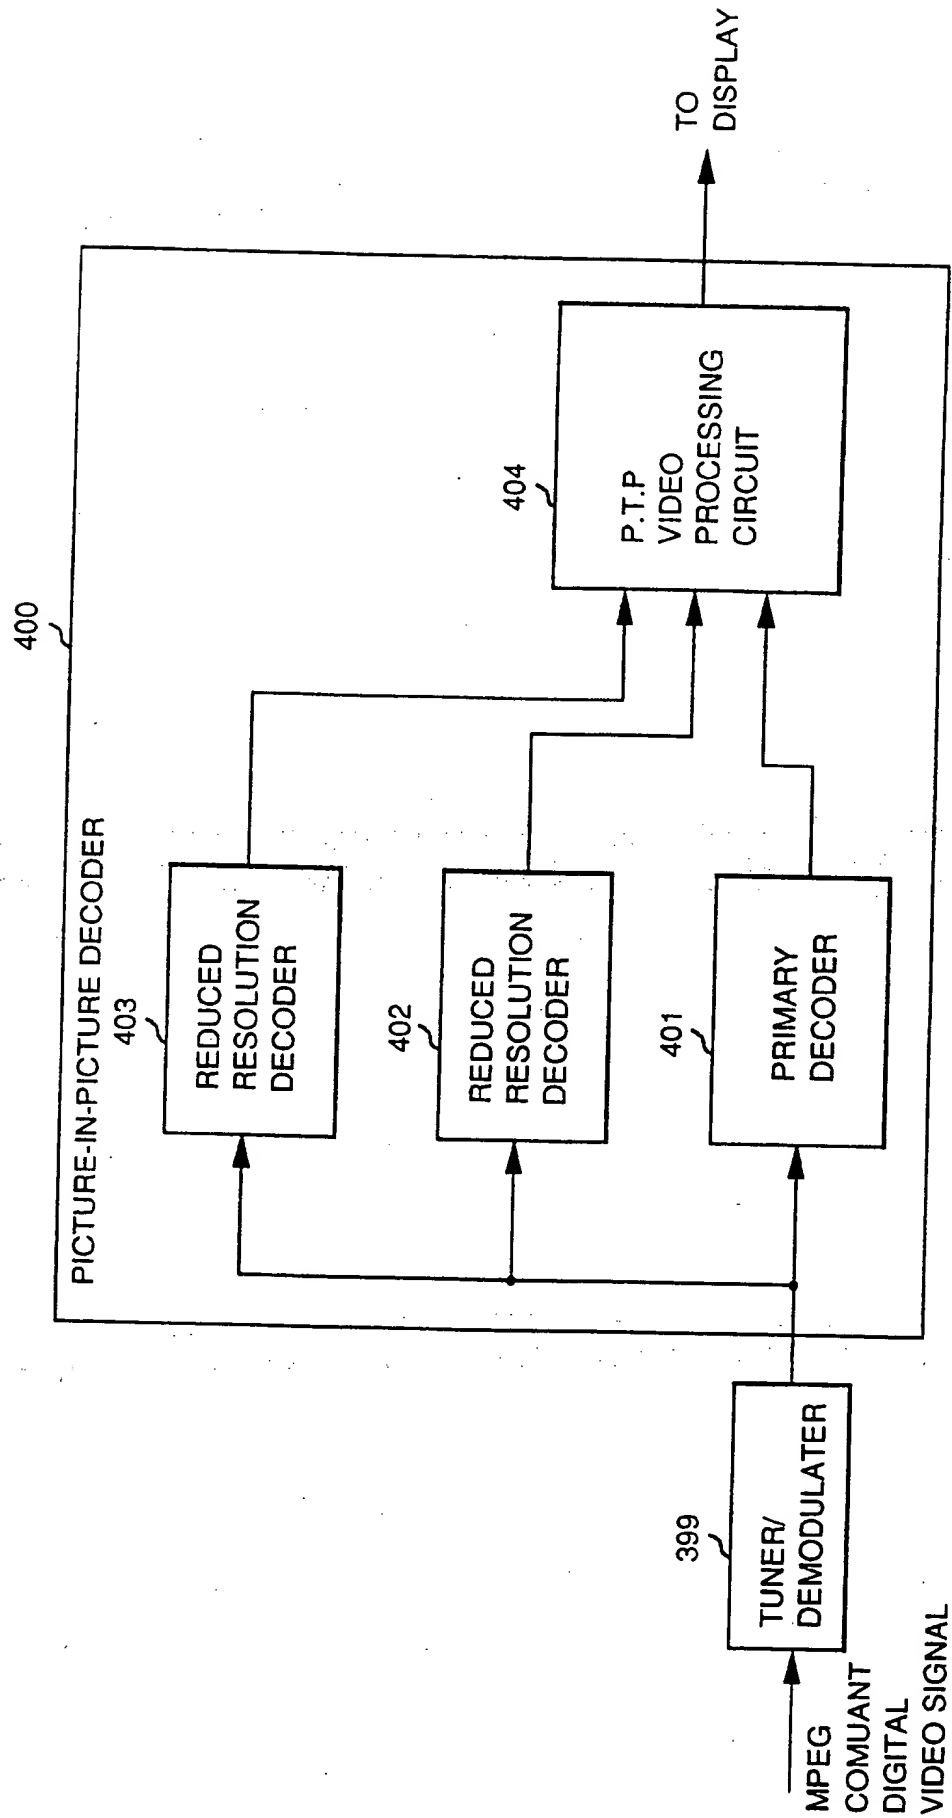 400
PICTURE-IN-PICTURE DECODER
403
REDUCED
RESOLUTION
DECODER
402
REDUCED
RESOLUTION
DECODER
401
PRIMARY
DECODER
404
P.T.P
VIDEO
PROCESSING
CIRCUIT
TO
DISPLAY
399
TUNER/
DEMODULATER
MPEG
COMUANT
DIGITAL
VIDEO SIGNAL